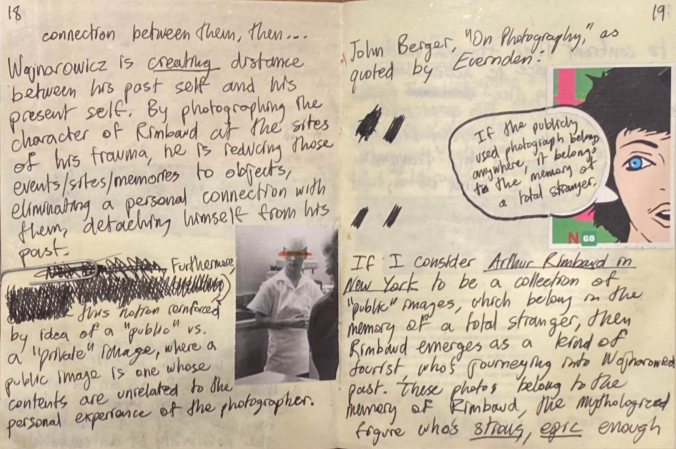 18
connection between them, then...
Wojnarowicz is creating distance
between his past self and his
present self. By photographing the
character of Rimbaud at the sites
of his trauma, he is reducing those
events/sites/memories to objects,
eliminating a personal connection with
them, detaching himself from his
past.
Furthermore,
this notion reinforced
by idea of a "public" vs.
a "private" image, where a
public image is one whose
contents are unrelated to the
personal experience of the photographer.
19
John Berger, "On Photography," as
quoted by Evernden:
If the publicly
used photograph belongs
anywhere, it belongs
to the memory of
a total stranger.
N GO
If I consider Arthur Rimbaud in
New York to be a collection of
"public" images, which belong in the
memory of a total stranger, then
Rimbaud emerges as a kind of
tourist who's journeying into Wojnarowicz
past. These photos belong to the
memory of Rimbaud, the mythologized
figure who's strong, epic enough